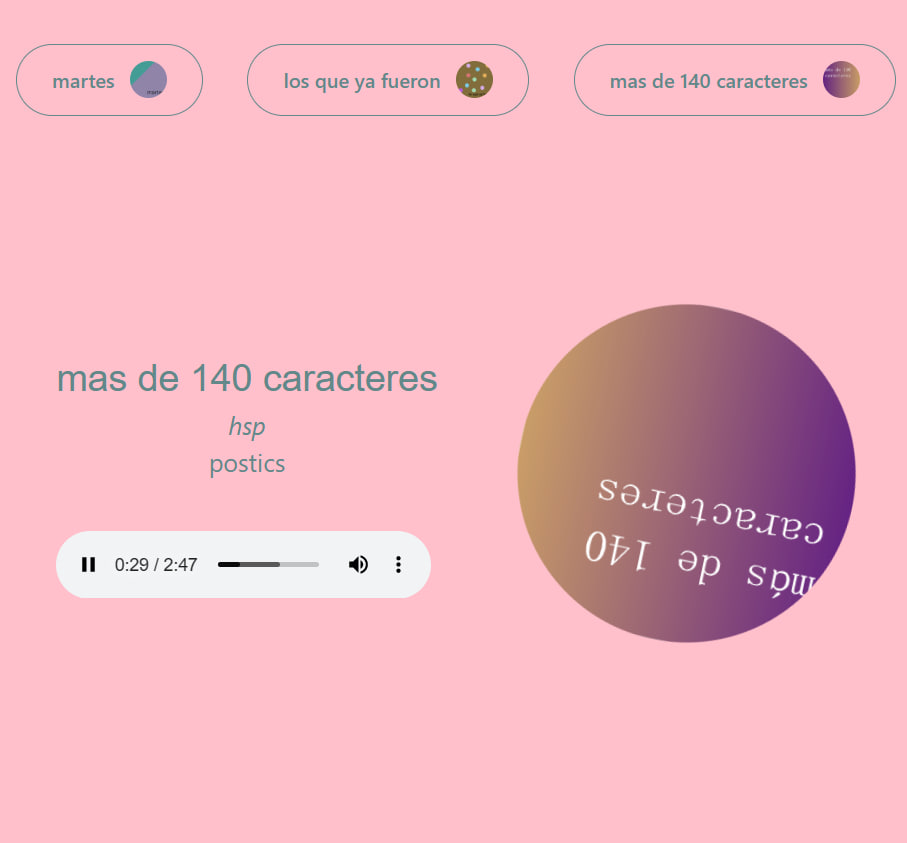 martes
los que ya fueron
mas de 140 caracteres
mas de 140 caracteres
hsp
postics
0:29 / 2:47
más de 140
caracteres